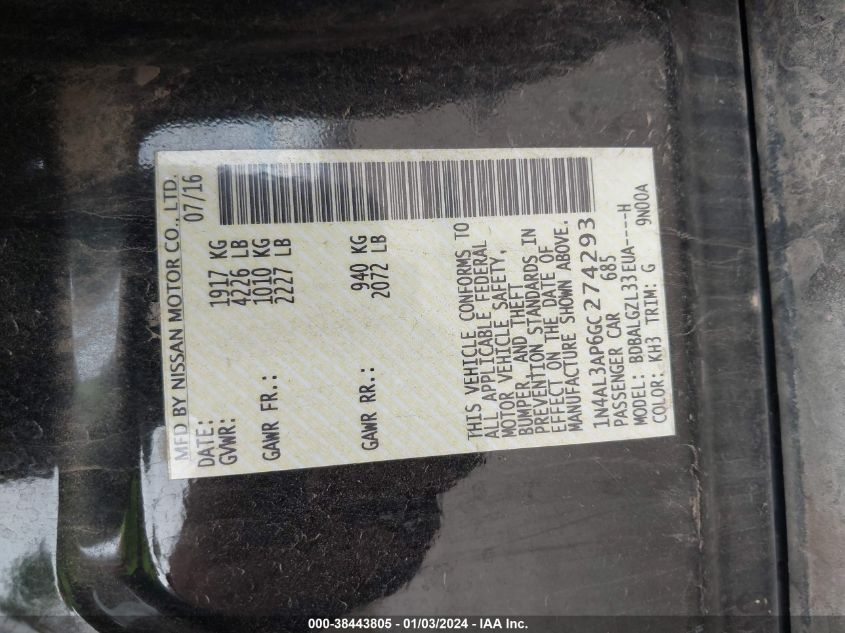 MFD BY NISSAN MOTOR CO., LTD.
DATE: 07/16
GVWR: 1917 KG
4226 LB
GAWR FR.: 1010 KG
2227 LB
GAWR RR.: 940 KG
2072 LB
THIS VEHICLE CONFORMS TO
ALL APPLICABLE FEDERAL
MOTOR VEHICLE SAFETY,
BUMPER, AND THEFT
PREVENTION STANDARDS IN
EFFECT ON THE DATE OF
MANUFACTURE SHOWN ABOVE.
1N4AL3AP6GC274293
PASSENGER CAR 685
MODEL: BDBALGZL33EUA----H
COLOR: KH3 TRIM: G 9N00A
000-38443805 - 01/03/2024 - IAA Inc.